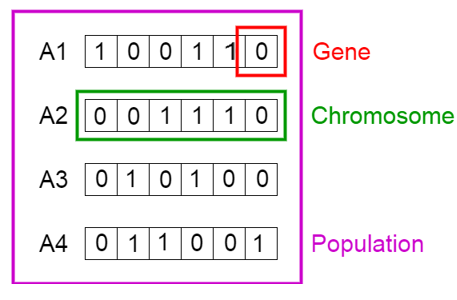 A1 1 0 0 1 1 0 Gene
A2 0 0 1 1 1 0 Chromosome
A3 0 1 0 1 0 0
A4 0 1 1 0 0 1 Population